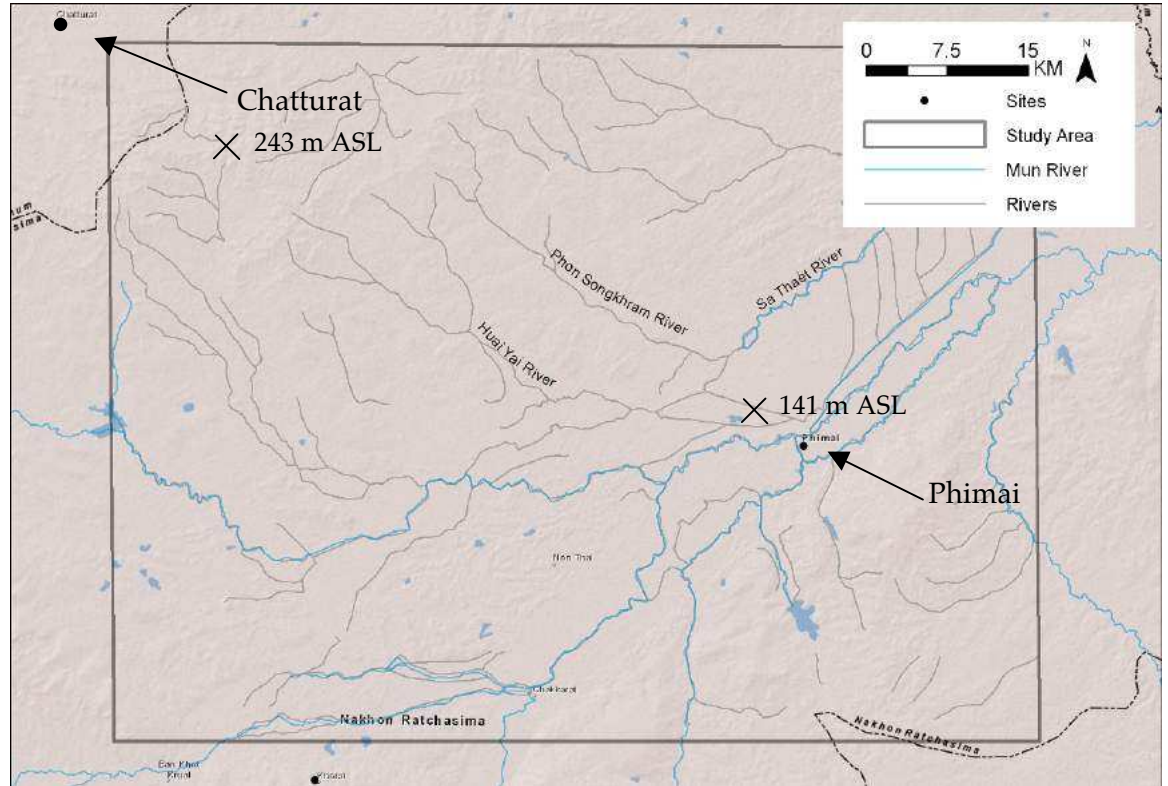 Chatturat
Chatturat
243 m ASL
0 7.5 15
KM
N
Sites
Study Area
Mun River
Rivers
Phon Songkhram River
Sa Thaet River
Huai Yai River
141 m ASL
Phimai
Phimai
Non Thai
Nakhon Ratchasima
Nakhon Ratchasima